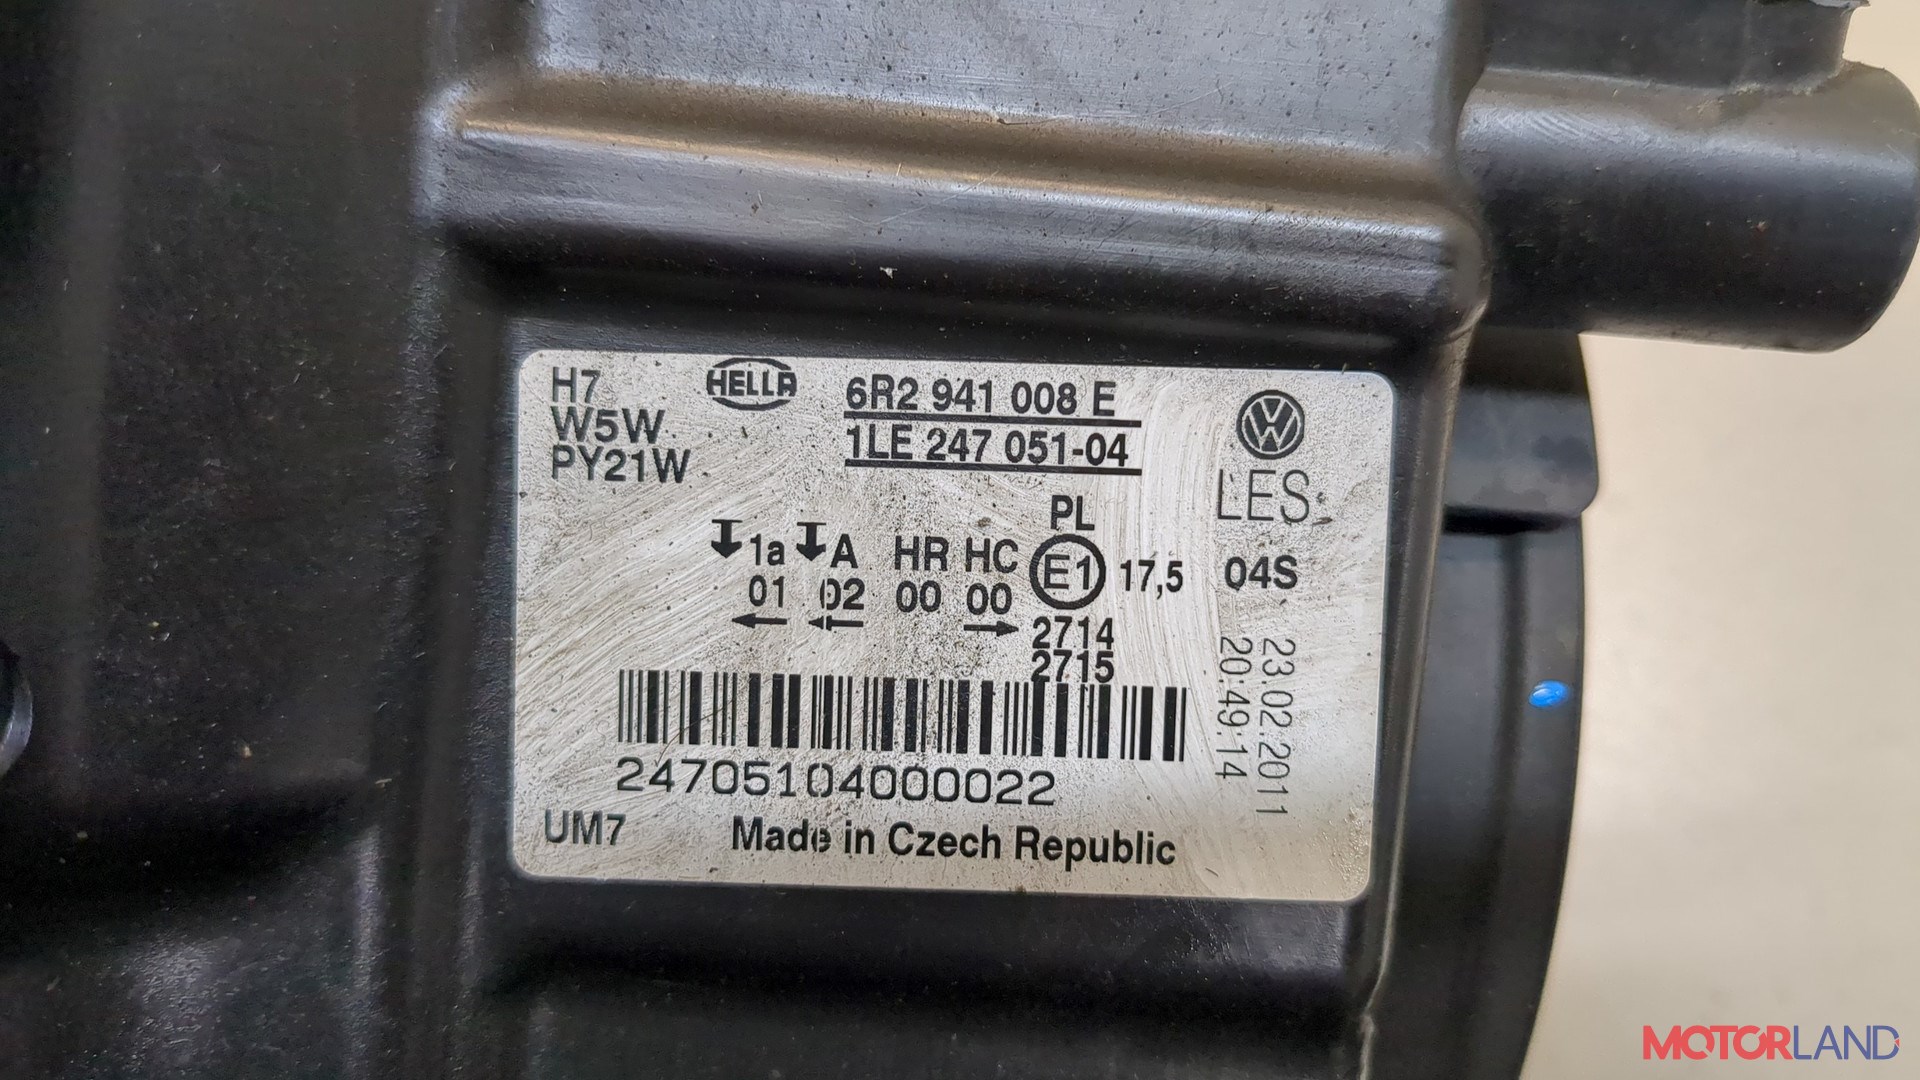 H7
W5W
PY21W
HELLA
6R2 941 008 E
1LE 247 051-04
LES
PL
1a A HR HC E1 17,5 04S
01 02 00 00
2714
2715
23.02.2011
20:49:14
24705104000022
UM7 Made in Czech Republic
MOTORLAND